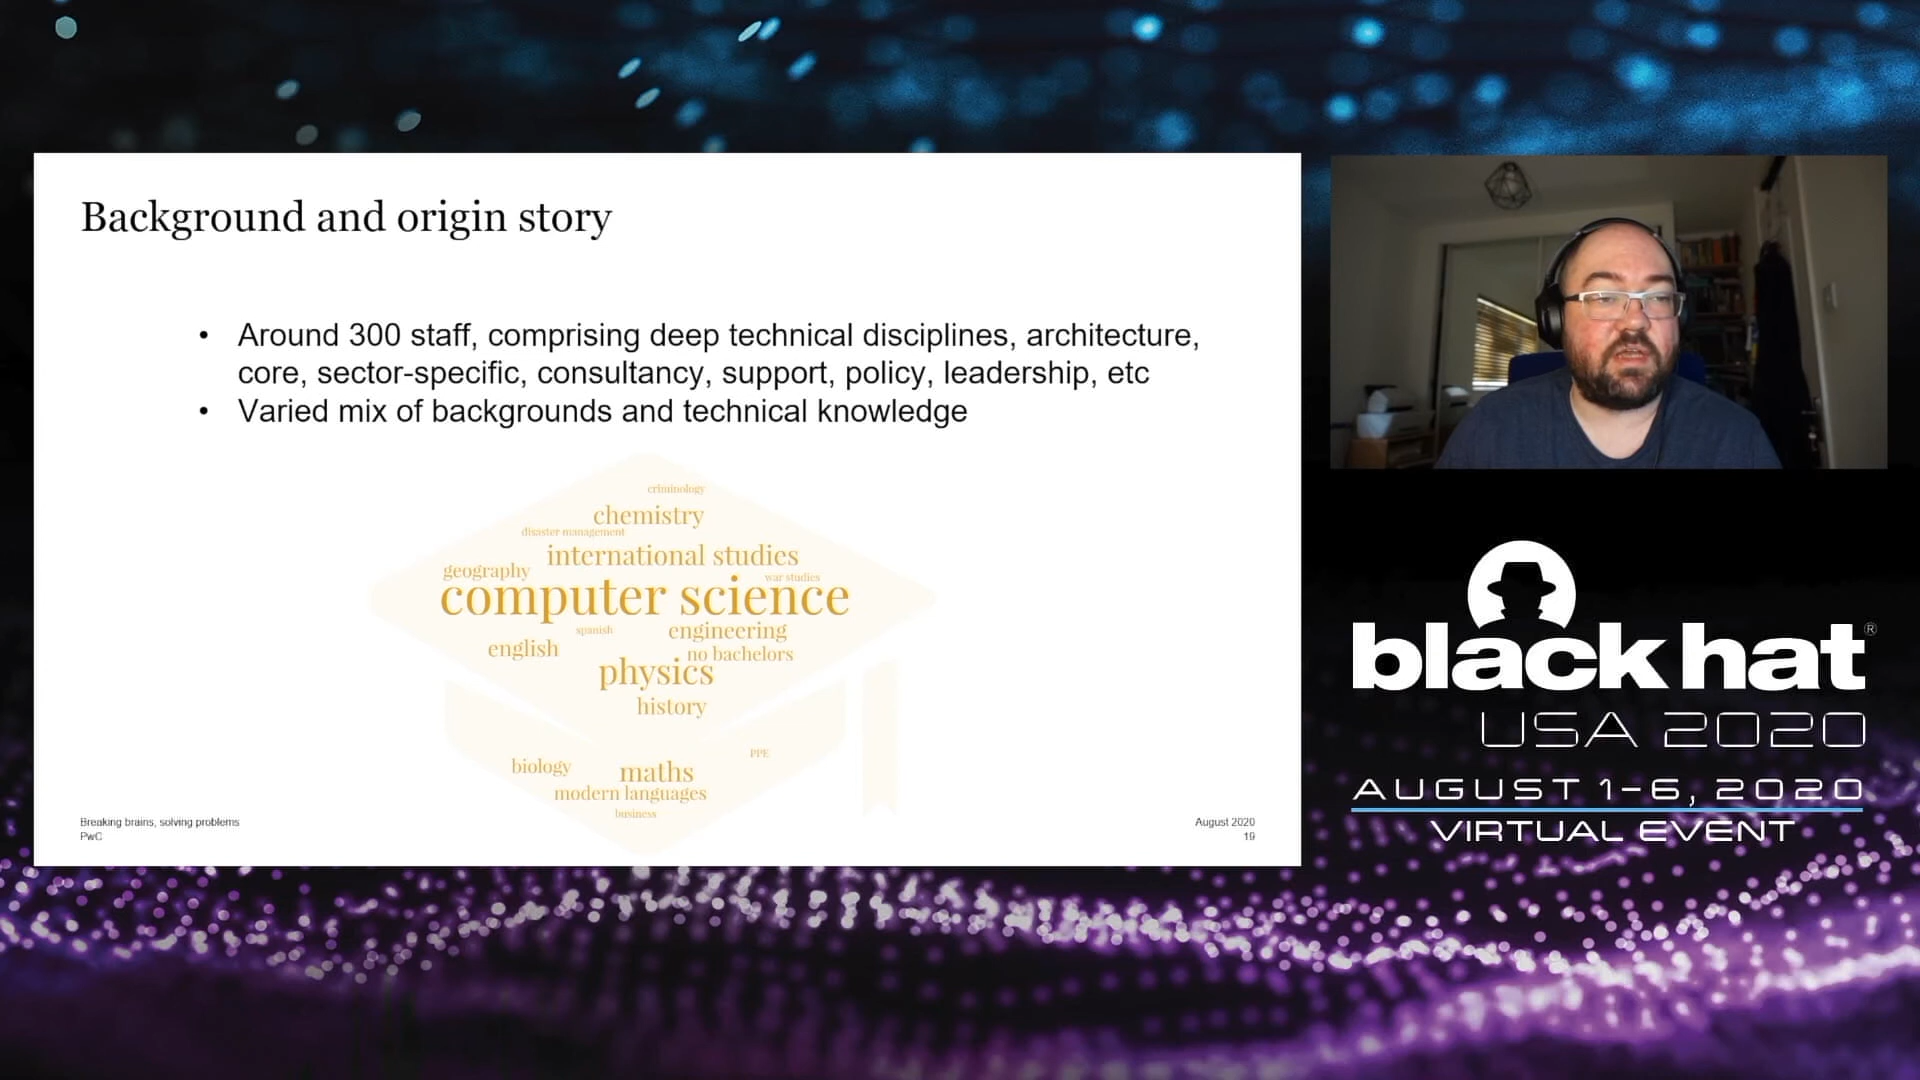 Background and origin story
• Around 300 staff, comprising deep technical disciplines, architecture,
core, sector-specific, consultancy, support, policy, leadership, etc
• Varied mix of backgrounds and technical knowledge
criminology
chemistry
disaster management
international studies
geography
war studies
computer science
spanish
engineering
english
no bachelors
physics
history
PPE
biology
maths
modern languages
business
Breaking brains, solving problems
PwC
August 2020
19
black hat®
USA 2020
AUGUST 1-6, 2020
VIRTUAL EVENT